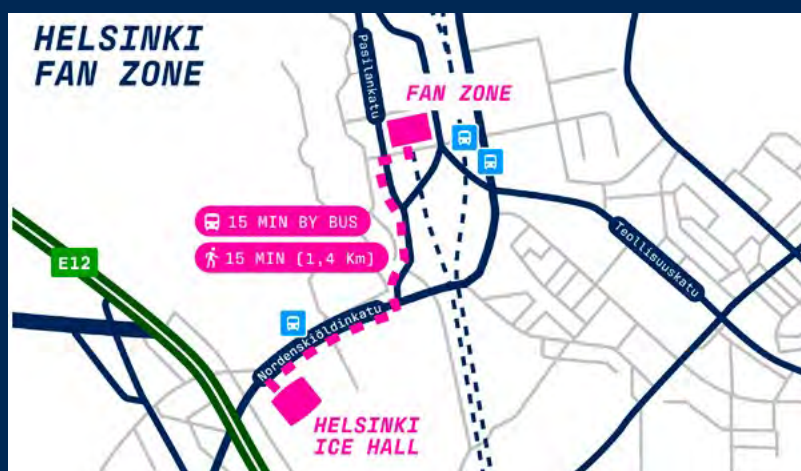 HELSINKI
FAN ZONE
Pasilankatu
FAN ZONE
15 MIN BY BUS
15 MIN (1,4 Km)
E12
Teollisuuskatu
Nordenskiöldinkatu
HELSINKI
ICE HALL